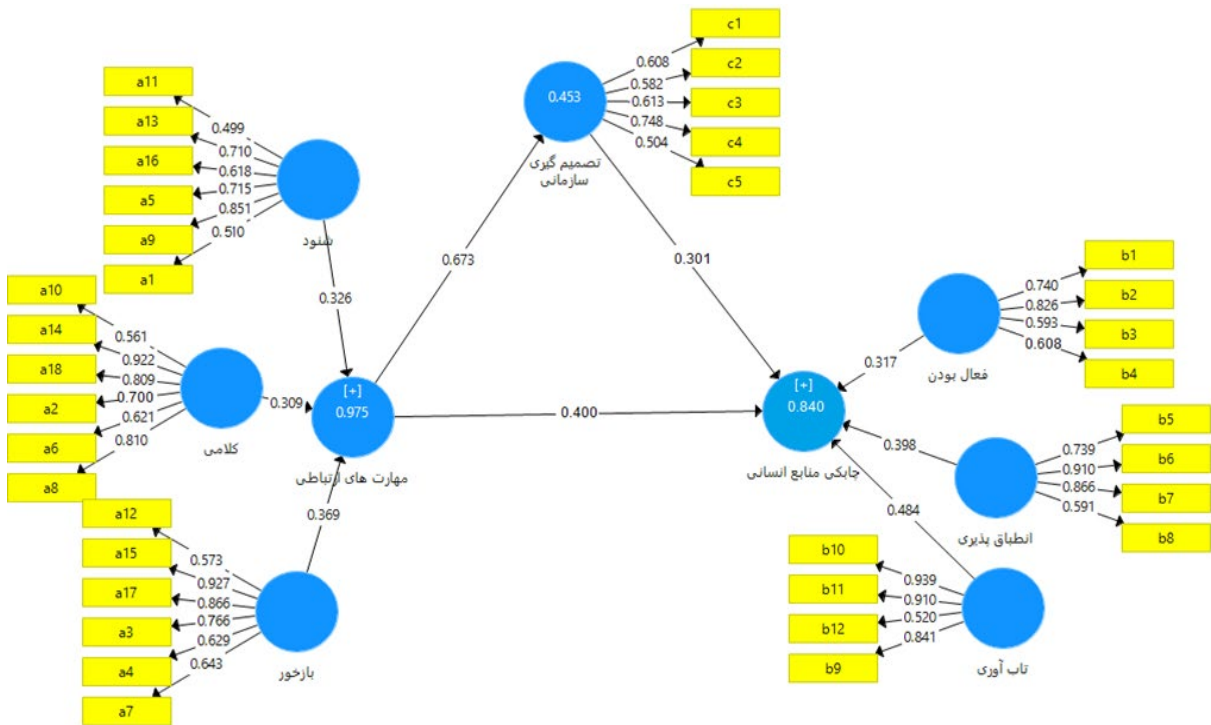 a11
a13
a16
a5
a9
a1
0.499
0.710
0.618
0.715
0.851
0.510
شنود
0.326
a10
a14
a18
a2
a6
a8
0.561
0.922
0.809
0.700
0.621
0.810
کلامی
0.309
a12
a15
a17
a3
a4
a7
0.573
0.927
0.866
0.766
0.629
0.643
بازخور
0.369
[+]
0.975
مهارت های ارتباطی
0.673
0.400
0.453
تصمیم گیری
سازمانی
0.301
c1
c2
c3
c4
c5
0.608
0.582
0.613
0.748
0.504
[+]
0.840
چابکی منابع انسانی
0.317
فعال بودن
0.740
0.826
0.593
0.608
b1
b2
b3
b4
0.398
انطباق پذیری
0.739
0.910
0.866
0.591
b5
b6
b7
b8
0.484
تاب آوری
0.939
0.910
0.520
0.841
b10
b11
b12
b9